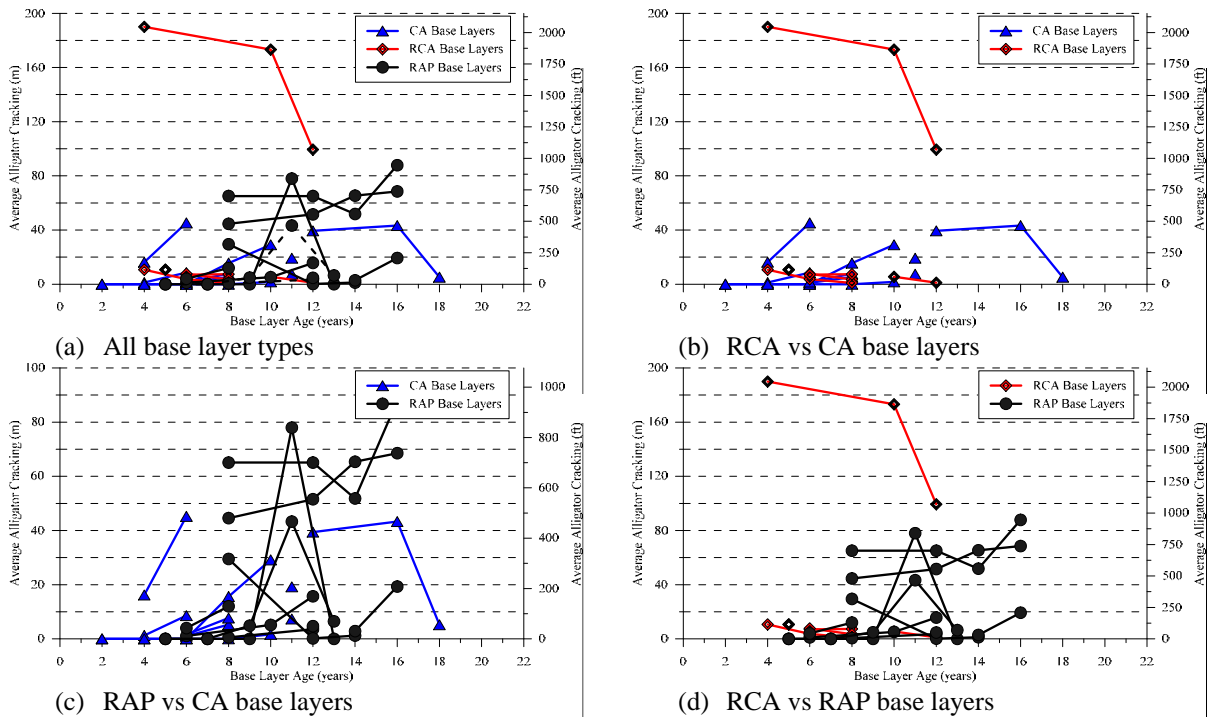 200
160
120
80
40
0
Average Alligator Cracking (m)
CA Base Layers
RCA Base Layers
RAP Base Layers
2000
1750
1500
1250
1000
750
500
250
0
Average Alligator Cracking (ft)
0 2 4 6 8 10 12 14 16 18 20 22
Base Layer Age (years)
(a) All base layer types
200
160
120
80
40
0
Average Alligator Cracking (m)
CA Base Layers
RCA Base Layers
2000
1750
1500
1250
1000
750
500
250
0
Average Alligator Cracking (ft)
0 2 4 6 8 10 12 14 16 18 20 22
Base Layer Age (years)
(b) RCA vs CA base layers
100
80
60
40
20
0
Average Alligator Cracking (m)
CA Base Layers
RAP Base Layers
1000
800
600
400
200
0
Average Alligator Cracking (ft)
0 2 4 6 8 10 12 14 16 18 20 22
Base Layer Age (years)
(c) RAP vs CA base layers
200
160
120
80
40
0
Average Alligator Cracking (m)
RCA Base Layers
RAP Base Layers
2000
1750
1500
1250
1000
750
500
250
0
Average Alligator Cracking (ft)
0 2 4 6 8 10 12 14 16 18 20 22
Base Layer Age (years)
(d) RCA vs RAP base layers